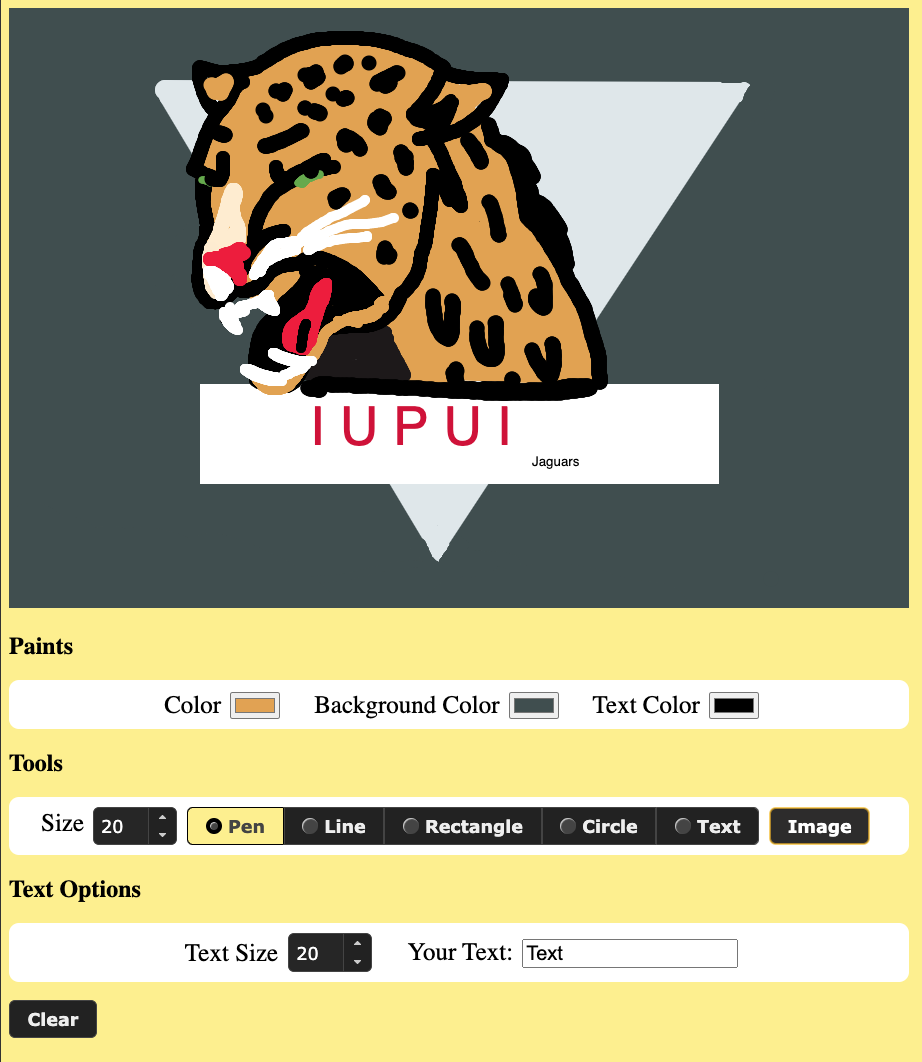 I U P U I
Jaguars
Paints
Color Background Color Text Color
Tools
Size 20 Pen Line Rectangle Circle Text Image
Text Options
Text Size 20 Your Text: Text
Clear